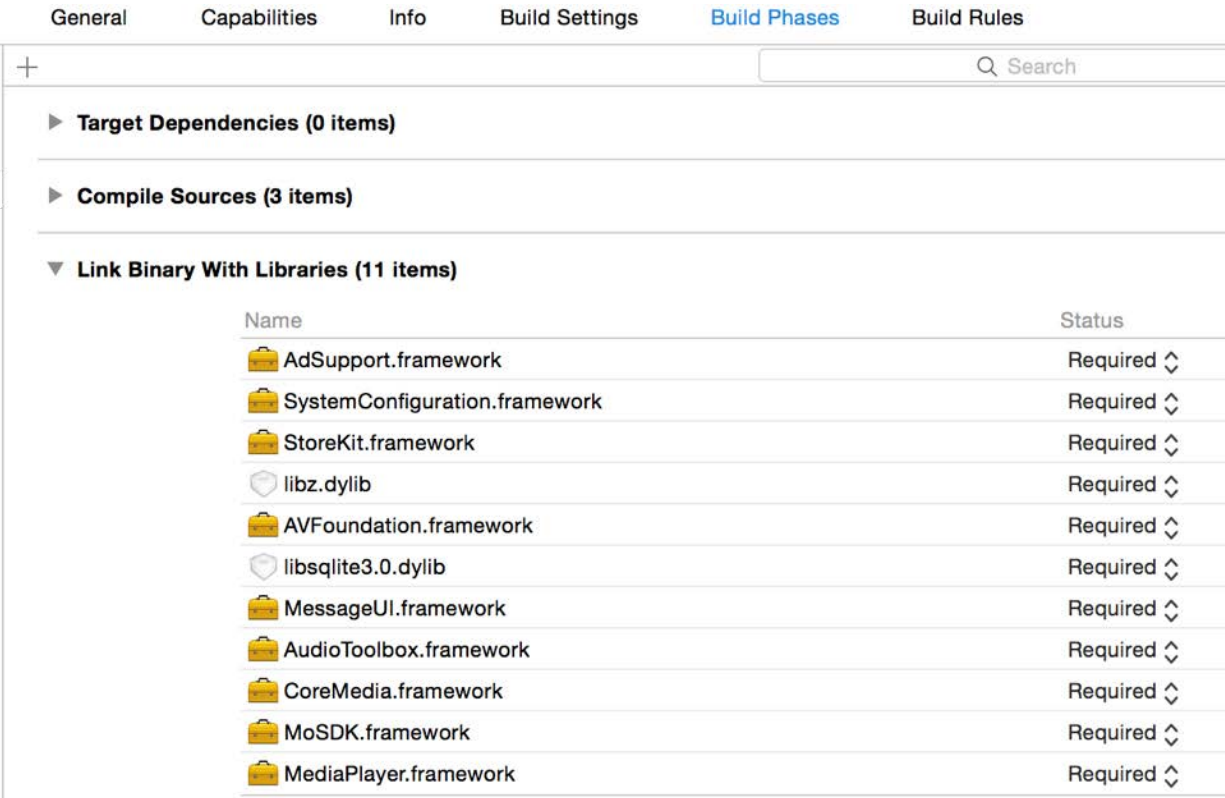 General Capabilities Info Build Settings Build Phases Build Rules
Search
Target Dependencies (0 items)
Compile Sources (3 items)
Link Binary With Libraries (11 items)
Name Status
AdSupport.framework Required
SystemConfiguration.framework Required
StoreKit.framework Required
libz.dylib Required
AVFoundation.framework Required
libsqlite3.0.dylib Required
MessageUI.framework Required
AudioToolbox.framework Required
CoreMedia.framework Required
MoSDK.framework Required
MediaPlayer.framework Required